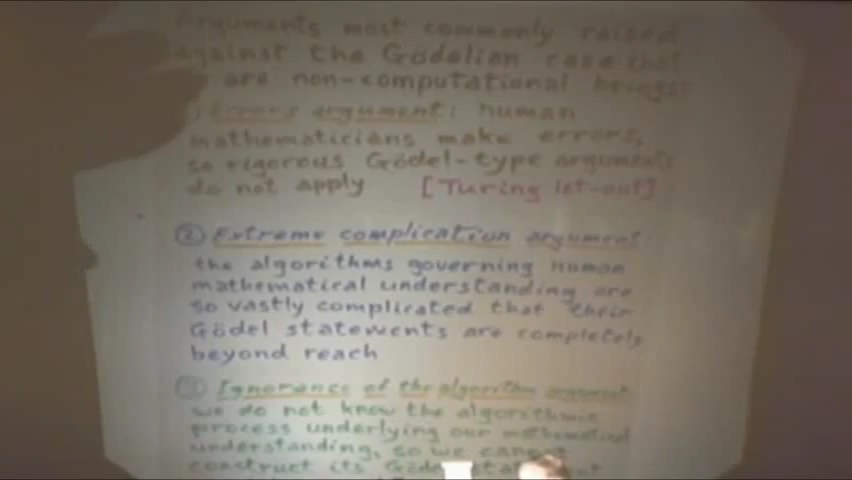 Arguments most commonly raised
against the Gödelian case that
are non-computational beings:
Errors argument: human
mathematicians make errors,
so rigorous Gödel-type arguments
do not apply [Turing let-out]
② Extreme complication argument:
the algorithms governing human
mathematical understanding are
so vastly complicated that their
Gödel statements are completely
beyond reach
③ Ignorance of the algorithm argument
we do not know the algorithmic
process underlying our mathematical
understanding, so we cannot
construct its Gödel